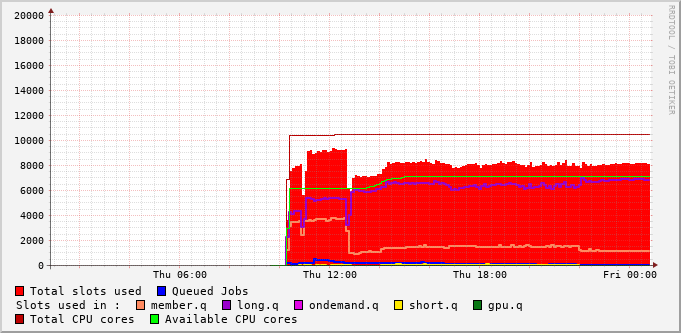 20000
18000
16000
14000
12000
10000
8000
6000
4000
2000
0
Thu 06:00 Thu 12:00 Thu 18:00 Fri 00:00
Total slots used Queued Jobs
Slots used in : member.q long.q ondemand.q short.q gpu.q
Total CPU cores Available CPU cores
RRDTOOL / TOBI OETIKER